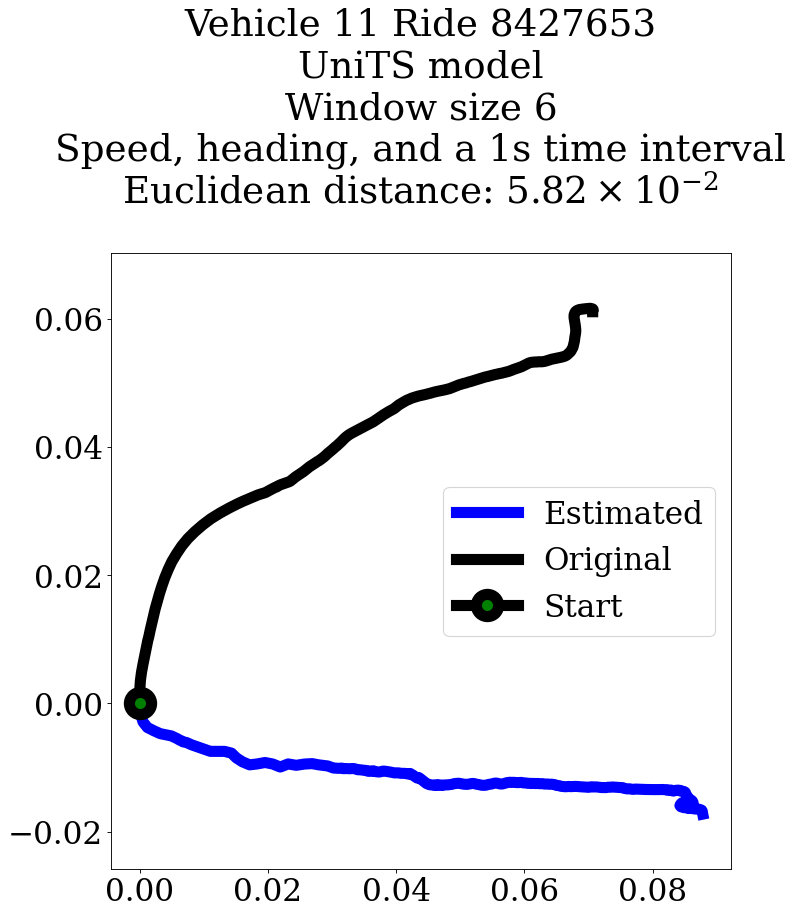 Vehicle 11 Ride 8427653
UniTS model
Window size 6
Speed, heading, and a 1s time interval
Euclidean distance: 5.82 × 10⁻²
0.06
0.04
0.02
0.00
−0.02
Estimated
Original
Start
0.00 0.02 0.04 0.06 0.08